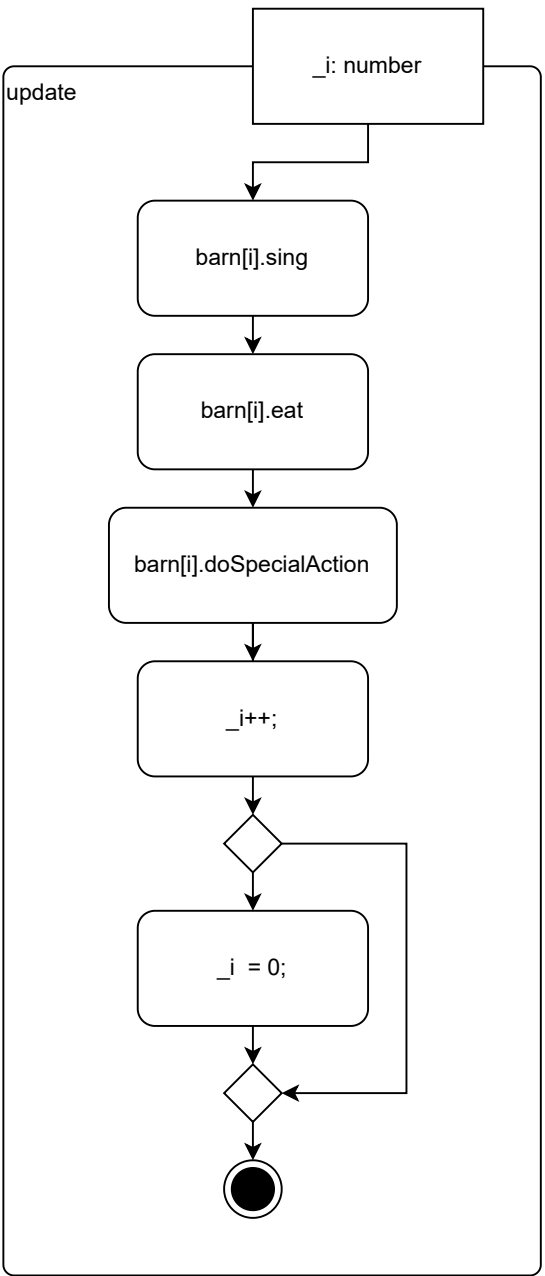 _i: number
update
barn[i].sing
barn[i].eat
barn[i].doSpecialAction
_i++;
_i  = 0;